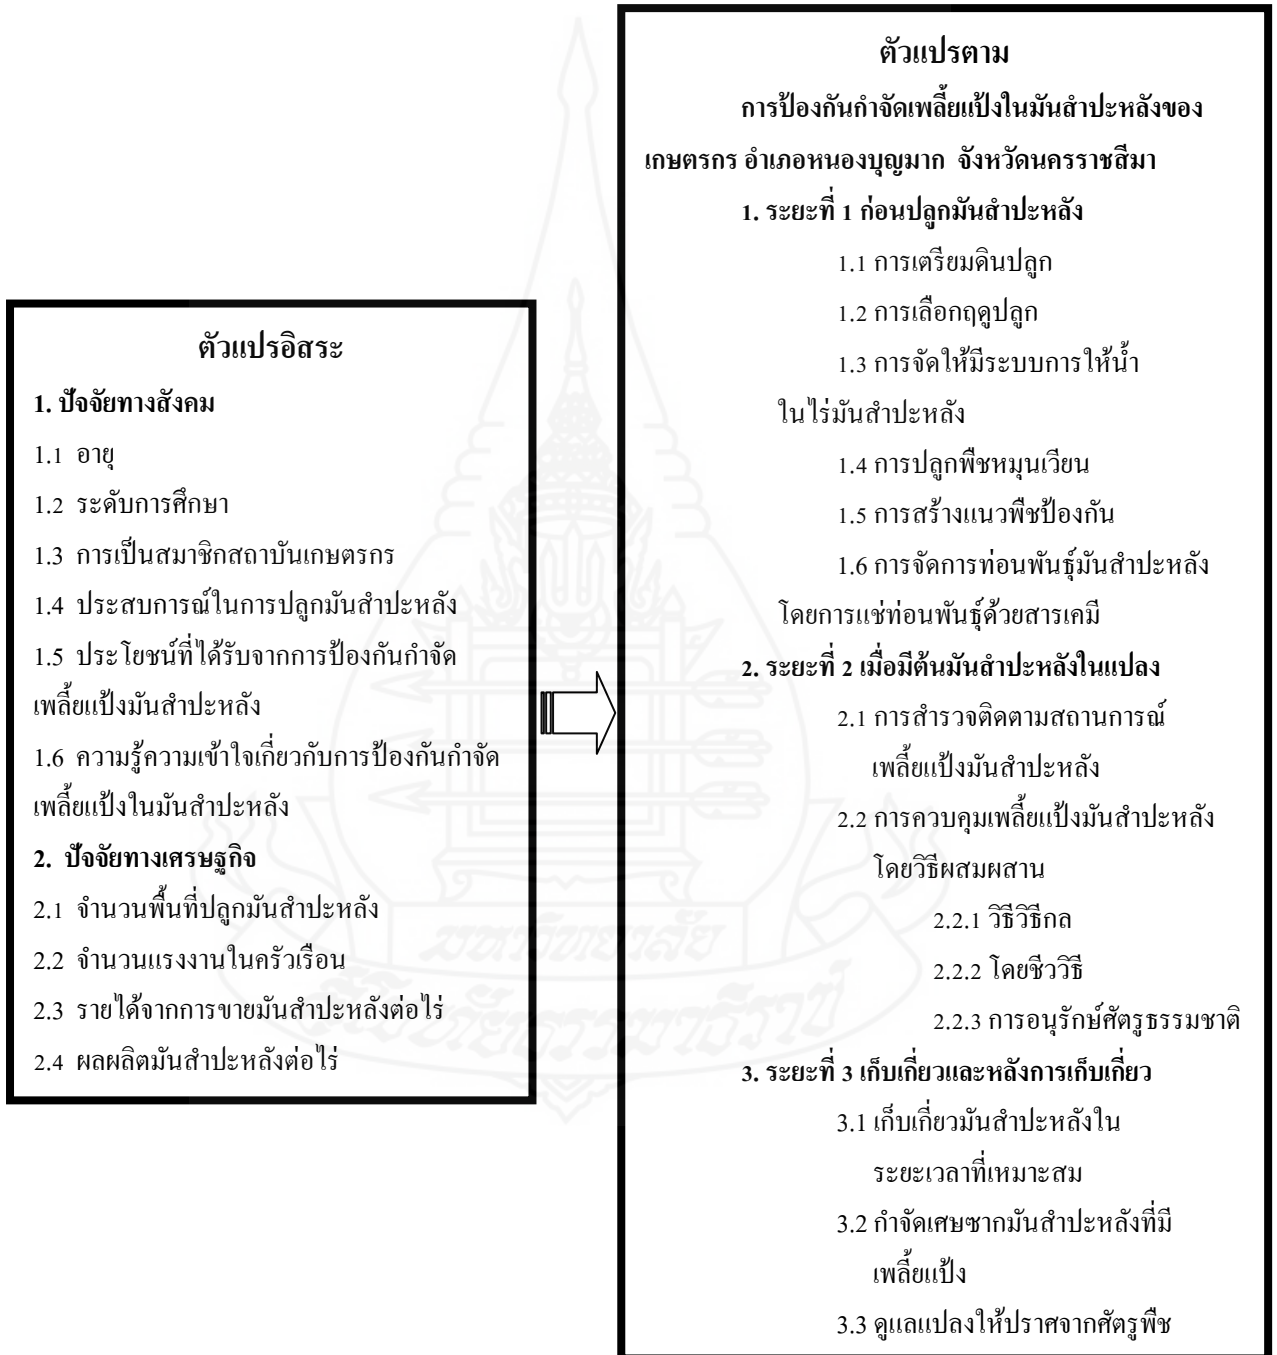 ตัวแปรอิสระ
1. ปัจจัยทางสังคม
1.1 อายุ
1.2 ระดับการศึกษา
1.3 การเป็นสมาชิกสถาบันเกษตรกร
1.4 ประสบการณ์ในการปลูกมันสำปะหลัง
1.5 ประโยชน์ที่ได้รับจากการป้องกันกำจัด
เพลี้ยแป้งมันสำปะหลัง
1.6 ความรู้ความเข้าใจเกี่ยวกับการป้องกันกำจัด
เพลี้ยแป้งในมันสำปะหลัง
2. ปัจจัยทางเศรษฐกิจ
2.1 จำนวนพื้นที่ปลูกมันสำปะหลัง
2.2 จำนวนแรงงานในครัวเรือน
2.3 รายได้จากการขายมันสำปะหลังต่อไร่
2.4 ผลผลิตมันสำปะหลังต่อไร่
ตัวแปรตาม
การป้องกันกำจัดเพลี้ยแป้งในมันสำปะหลังของ
เกษตรกร อำเภอหนองบุญมาก จังหวัดนครราชสีมา
1. ระยะที่ 1 ก่อนปลูกมันสำปะหลัง
1.1 การเตรียมดินปลูก
1.2 การเลือกฤดูปลูก
1.3 การจัดให้มีระบบการให้น้ำ
ในไร่มันสำปะหลัง
1.4 การปลูกพืชหมุนเวียน
1.5 การสร้างแนวพืชป้องกัน
1.6 การจัดการท่อนพันธุ์มันสำปะหลัง
โดยการแช่ท่อนพันธุ์ด้วยสารเคมี
2. ระยะที่ 2 เมื่อมีต้นมันสำปะหลังในแปลง
2.1 การสำรวจติดตามสถานการณ์
เพลี้ยแป้งมันสำปะหลัง
2.2 การควบคุมเพลี้ยแป้งมันสำปะหลัง
โดยวิธีผสมผสาน
2.2.1 วิธีวิธีกล
2.2.2 โดยชีววิธี
2.2.3 การอนุรักษ์ศัตรูธรรมชาติ
3. ระยะที่ 3 เก็บเกี่ยวและหลังการเก็บเกี่ยว
3.1 เก็บเกี่ยวมันสำปะหลังใน
ระยะเวลาที่เหมาะสม
3.2 กำจัดเศษซากมันสำปะหลังที่มี
เพลี้ยแป้ง
3.3 ดูแลแปลงให้ปราศจากศัตรูพืช
มหาวิทยาลัย
สุโขทัยธรรมาธิราช